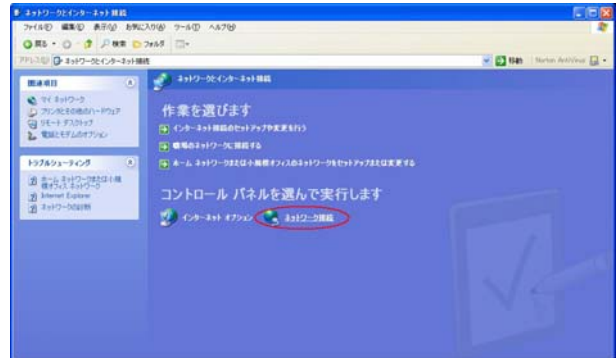 ネットワークとインターネット接続
ファイル(F) 編集(E) 表示(V) お気に入り(A) ツール(T) ヘルプ(H)
戻る 検索 フォルダ
アドレス(D) ネットワークとインターネット接続 移動 Norton AntiVirus
関連項目
マイ ネットワーク
プリンタとその他のハードウェア
リモート デスクトップ
電話とモデムのオプション
トラブルシューティング
ホーム ネットワークまたは小規
模オフィス ネットワーク
Internet Explorer
ネットワークの診断
ネットワークとインターネット接続
作業を選びます
インターネット接続のセットアップや変更を行う
職場のネットワークに接続する
ホーム ネットワークまたは小規模オフィスのネットワークをセットアップまたは変更する
コントロール パネルを選んで実行します
インターネット オプション ネットワーク接続